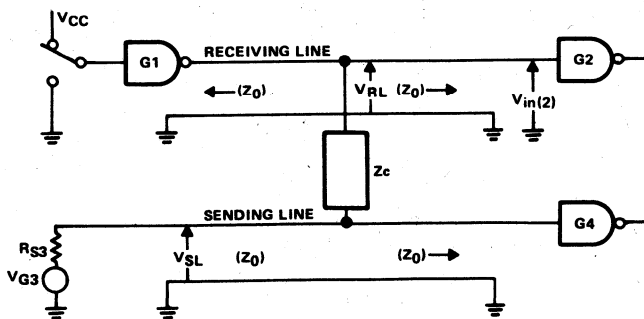 VCC
G1
RECEIVING LINE
G2
(Z0)
VRL
(Z0)
Vin(2)
Zc
SENDING LINE
G4
RS3
VSL
(Z0)
(Z0)
VG3